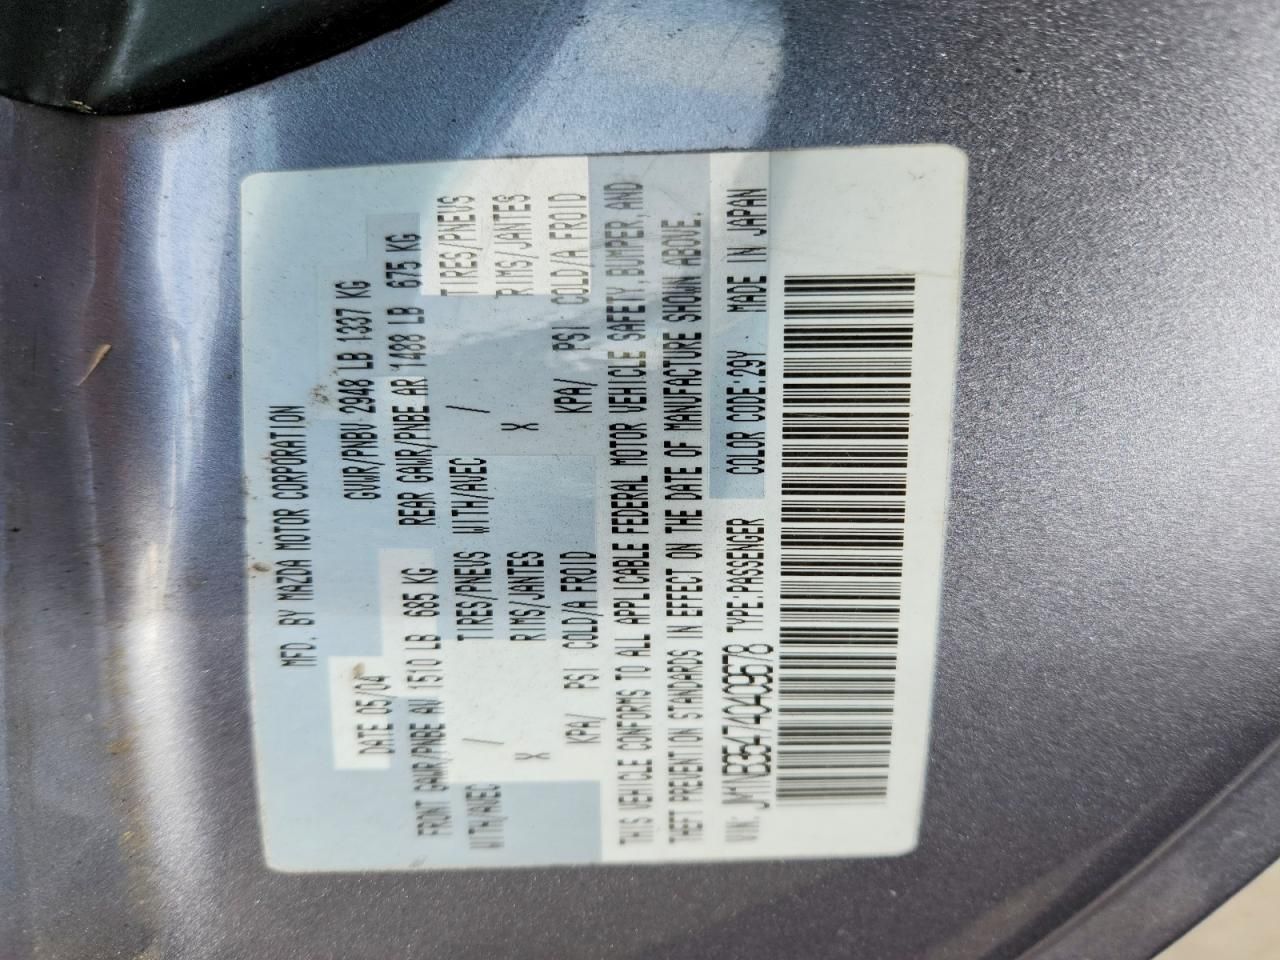 MFD. BY MAZDA MOTOR CORPORATION
DATE 05/04 GVWR/PNBV 2948 LB 1337 KG
FRONT GAWR/PNBE AV 1510 LB 685 KG REAR GAWR/PNBE AR 1488 LB 675 KG
WITH/AVEC / TIRES/PNEUS WITH/AVEC / TIRES/PNEUS
X RIMS/JANTES X RIMS/JANTES
KPA/ PSI COLD/A FROID KPA/ PSI COLD/A FROID
THIS VEHICLE CONFORMS TO ALL APPLICABLE FEDERAL MOTOR VEHICLE SAFETY, BUMPER, AND
THEFT PREVENTION STANDARDS IN EFFECT ON THE DATE OF MANUFACTURE SHOWN ABOVE.
VIN: JM1NB354740409578 TYPE:PASSENGER COLOR CODE:29Y MADE IN JAPAN